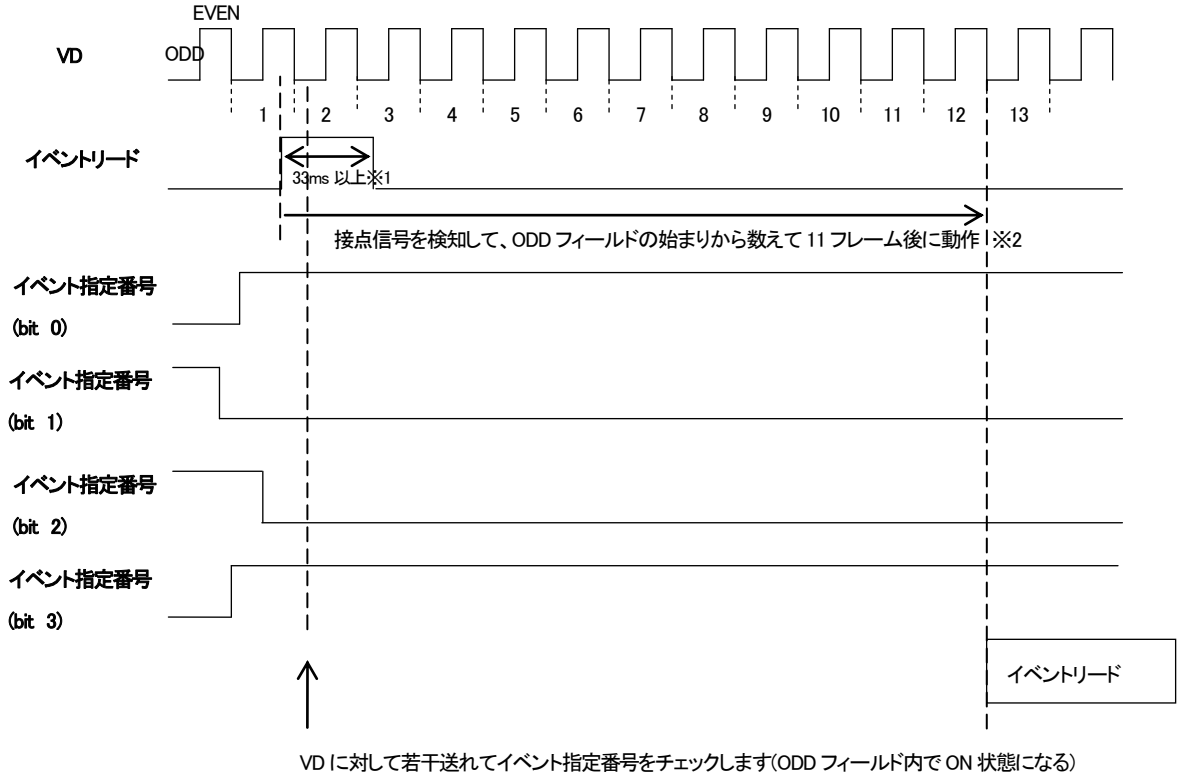 EVEN
VD
ODD
1 2 3 4 5 6 7 8 9 10 11 12 13
イベントリード
33ms 以上※1
接点信号を検知して、ODD フィールドの始まりから数えて 11 フレーム後に動作 ※2
イベント指定番号
(bit 0)
イベント指定番号
(bit 1)
イベント指定番号
(bit 2)
イベント指定番号
(bit 3)
イベントリード
VD に対して若干送れてイベント指定番号をチェックします(ODD フィールド内で ON 状態になる)